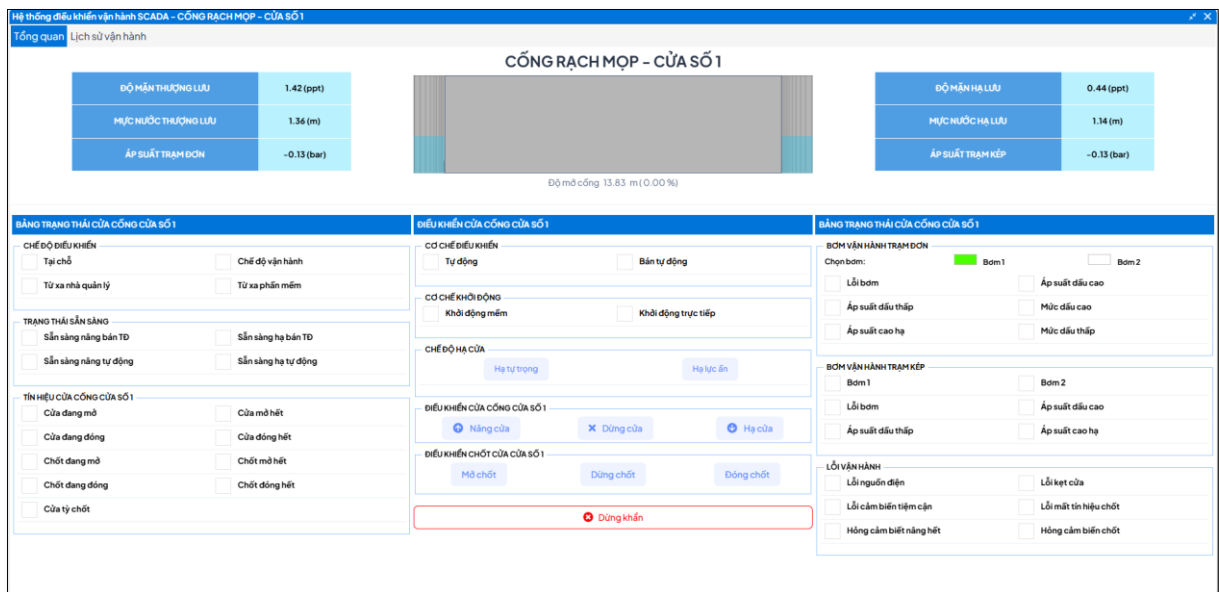 Hệ thống điều khiển vận hành SCADA - CỐNG RẠCH MỌP - CỬA SỐ 1
Tổng quan Lịch sử vận hành
CỐNG RẠCH MỌP - CỬA SỐ 1
ĐỘ MẶN THƯỢNG LƯU 1.42 (ppt)
MỰC NƯỚC THƯỢNG LƯU 1.36 (m)
ÁP SUẤT TRẠM ĐƠN -0.13 (bar)
Độ mở cống 13.83 m ( 0.00 %)
ĐỘ MẶN HẠ LƯU 0.44 (ppt)
MỰC NƯỚC HẠ LƯU 1.14 (m)
ÁP SUẤT TRẠM KÉP -0.13 (bar)
BẢNG TRẠNG THÁI CỬA CỐNG CỬA SỐ 1
CHẾ ĐỘ ĐIỀU KHIỂN
Tại chỗ Chế độ vận hành
Từ xa nhà quản lý Từ xa phần mềm
TRẠNG THÁI SẴN SÀNG
Sẵn sàng nâng bán TĐ Sẵn sàng hạ bán TĐ
Sẵn sàng nâng tự động Sẵn sàng hạ tự động
TÍN HIỆU CỬA CỐNG CỬA SỐ 1
Cửa đang mở Cửa mở hết
Cửa đang đóng Cửa đóng hết
Chốt đang mở Chốt mở hết
Chốt đang đóng Chốt đóng hết
Cửa tỳ chốt
ĐIỀU KHIỂN CỬA CỐNG CỬA SỐ 1
CƠ CHẾ ĐIỀU KHIỂN
Tự động Bán tự động
CƠ CHẾ KHỞI ĐỘNG
Khởi động mềm Khởi động trực tiếp
CHẾ ĐỘ HẠ CỬA
Hạ tự trọng Hạ lực ấn
ĐIỀU KHIỂN CỬA CỐNG CỬA SỐ 1
Nâng cửa Dừng cửa Hạ cửa
ĐIỀU KHIỂN CHỐT CỬA CỬA SỐ 1
Mở chốt Dừng chốt Đóng chốt
Dừng khẩn
BẢNG TRẠNG THÁI CỬA CỐNG CỬA SỐ 1
BƠM VẬN HÀNH TRẠM ĐƠN
Chọn bơm: Bơm 1 Bơm 2
Lỗi bơm Áp suất dầu cao
Áp suất dầu thấp Mức dầu cao
Áp suất cao hạ Mức dầu thấp
BƠM VẬN HÀNH TRẠM KÉP
Bơm 1 Bơm 2
Lỗi bơm Áp suất dầu cao
Áp suất dầu thấp Áp suất cao hạ
LỖI VẬN HÀNH
Lỗi nguồn điện Lỗi kẹt cửa
Lỗi cảm biến tiệm cận Lỗi mất tín hiệu chốt
Hỏng cảm biết nâng hết Hỏng cảm biến chốt